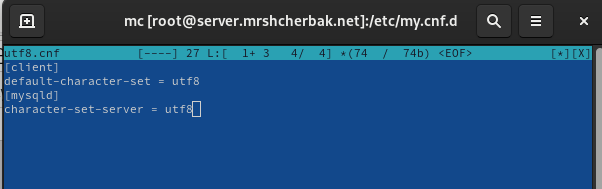 mc [root@server.mrshcherbak.net]:/etc/my.cnf.d
utf8.cnf [----] 27 L:[ 1+ 3 4/ 4] *(74 / 74b) <EOF> [*][X]
[client]
default-character-set = utf8
[mysqld]
character-set-server = utf8